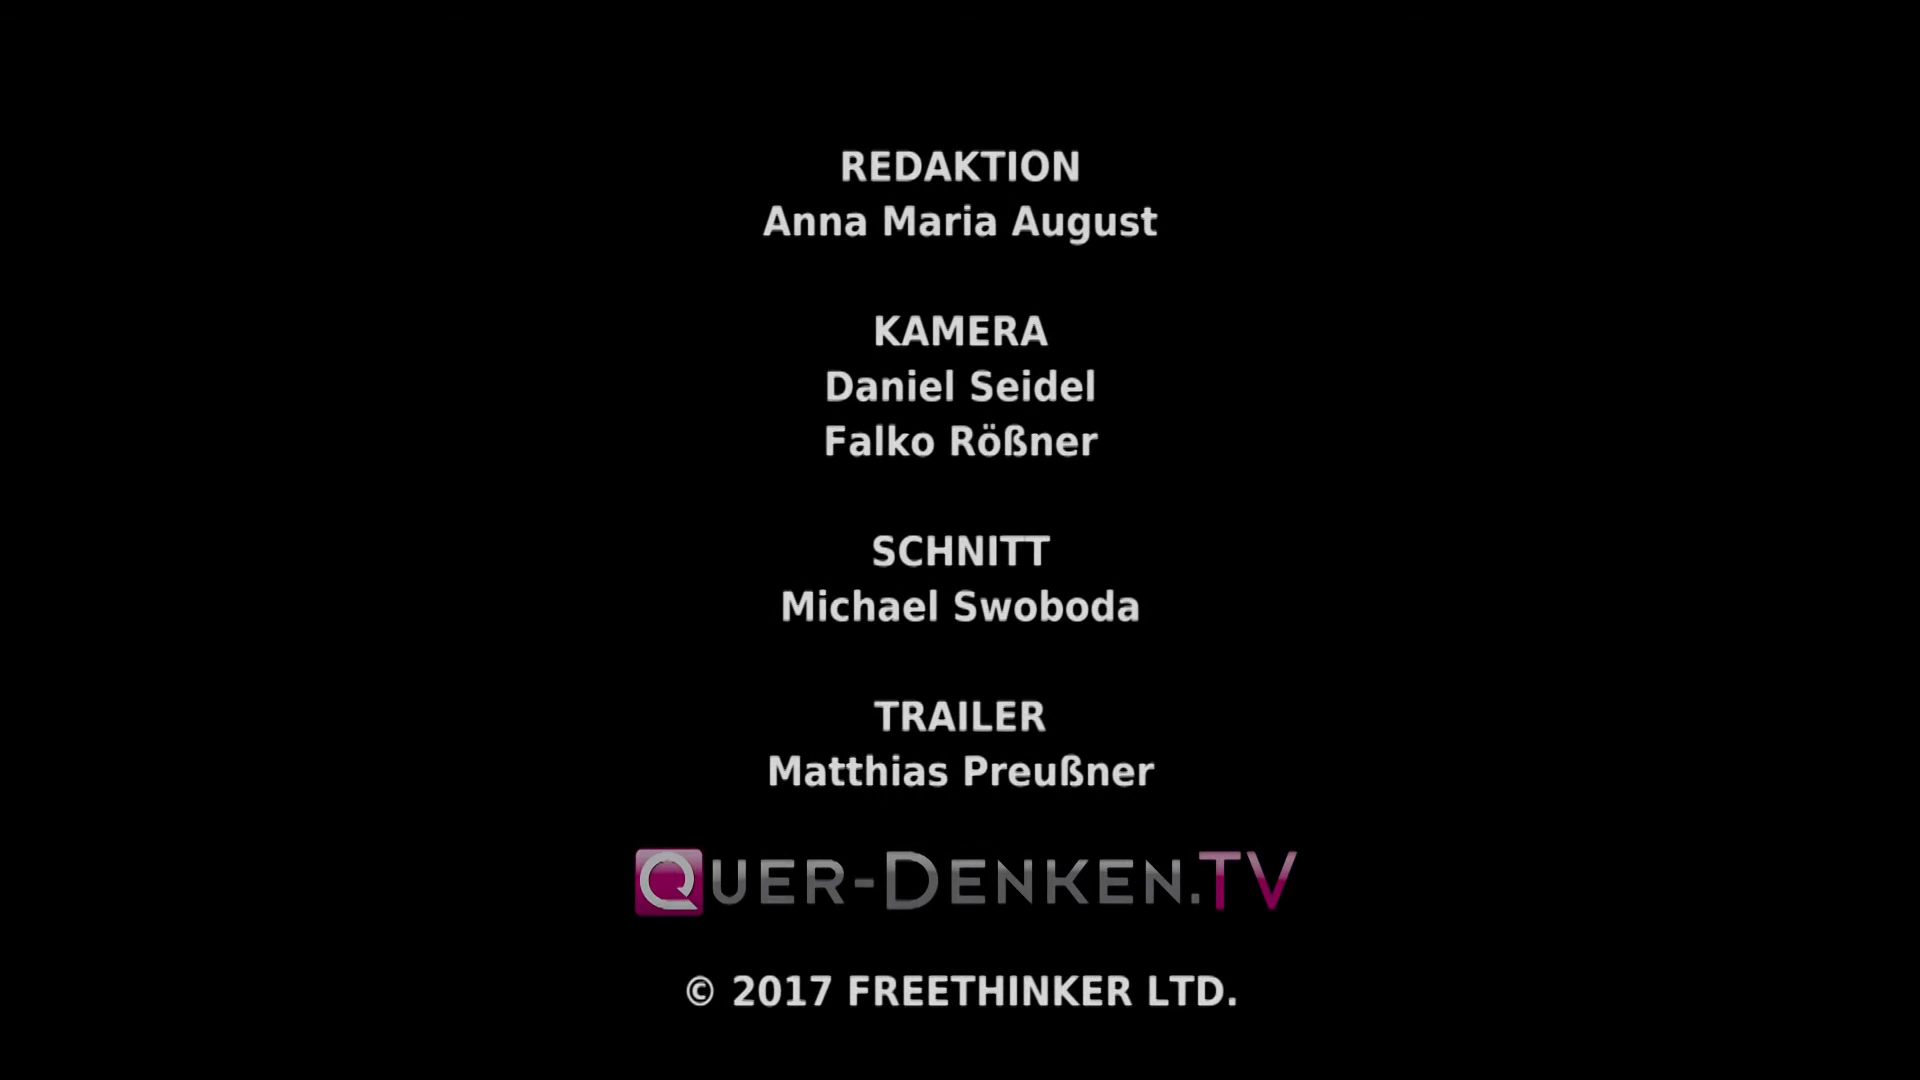 REDAKTION
Anna Maria August
KAMERA
Daniel Seidel
Falko Rößner
SCHNITT
Michael Swoboda
TRAILER
Matthias Preußner
QUER-DENKEN.TV
© 2017 FREETHINKER LTD.